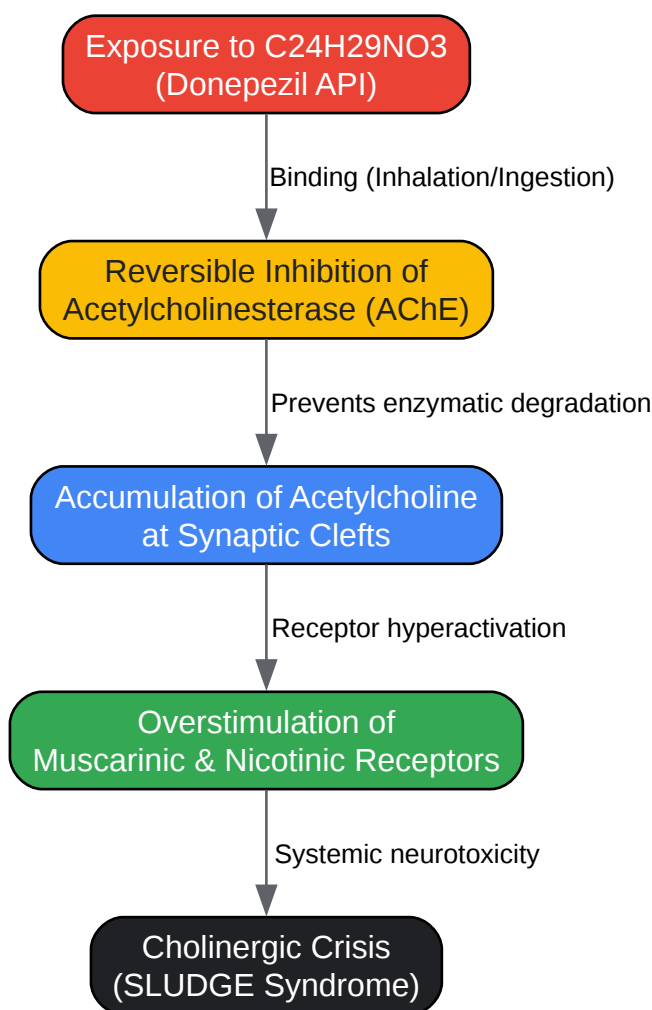 Exposure to C24H29NO3
(Donepezil API)
Binding (Inhalation/Ingestion)
Reversible Inhibition of
Acetylcholinesterase (AChE)
Prevents enzymatic degradation
Accumulation of Acetylcholine
at Synaptic Clefts
Receptor hyperactivation
Overstimulation of
Muscarinic & Nicotinic Receptors
Systemic neurotoxicity
Cholinergic Crisis
(SLUDGE Syndrome)